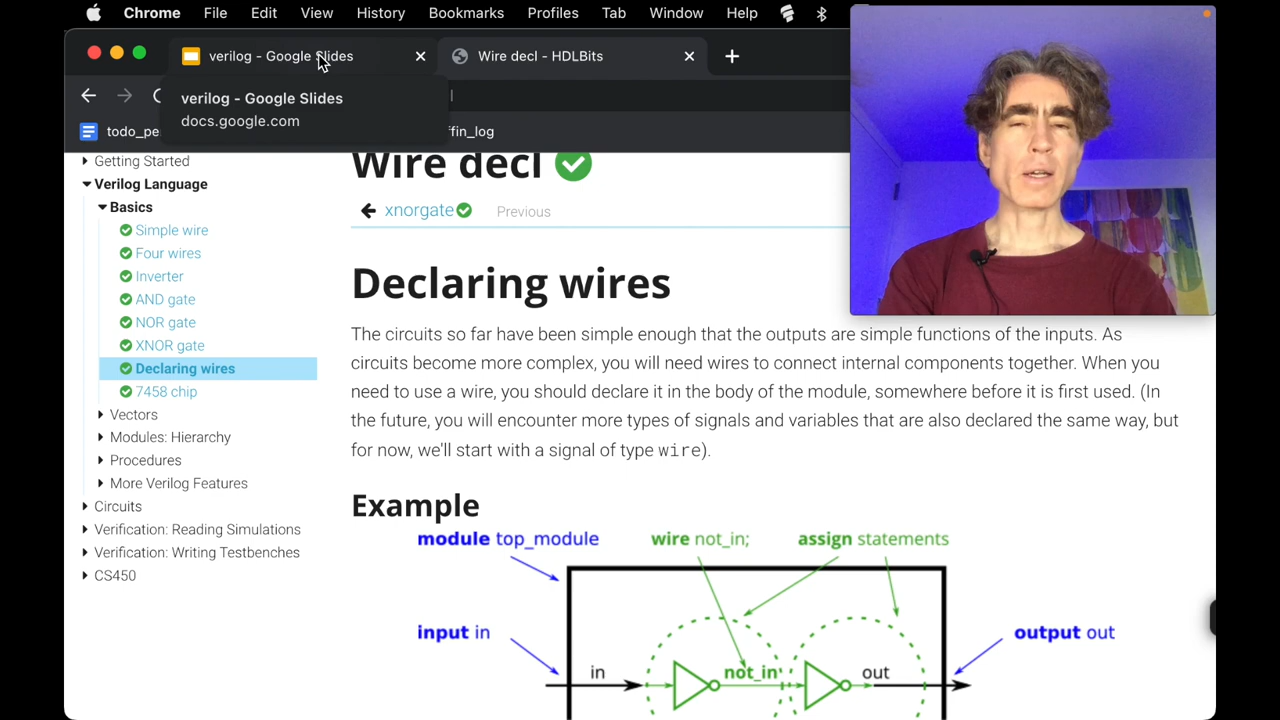 Chrome File Edit View History Bookmarks Profiles Tab Window Help
verilog - Google Slides Wire decl - HDLBits
verilog - Google Slides
docs.google.com
todo_pe ffin_log
Getting Started
Verilog Language
Basics
Simple wire
Four wires
Inverter
AND gate
NOR gate
XNOR gate
Declaring wires
7458 chip
Vectors
Modules: Hierarchy
Procedures
More Verilog Features
Circuits
Verification: Reading Simulations
Verification: Writing Testbenches
CS450
Wire decl
xnorgate Previous
Declaring wires
The circuits so far have been simple enough that the outputs are simple functions of the inputs. As
circuits become more complex, you will need wires to connect internal components together. When you
need to use a wire, you should declare it in the body of the module, somewhere before it is first used. (In
the future, you will encounter more types of signals and variables that are also declared the same way, but
for now, we'll start with a signal of type wire).
Example
module top_module wire not_in; assign statements
input in output out
in not_in out